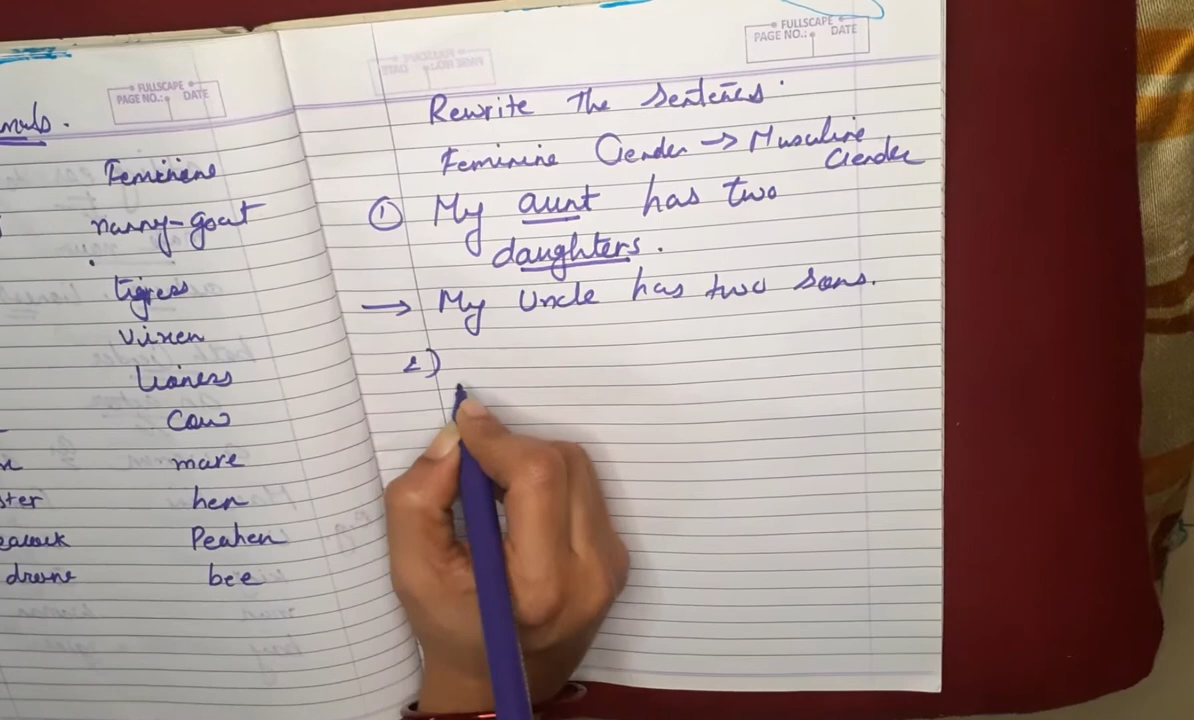 FULLSCAPE
PAGE NO.: DATE
Feminine
nanny-goat
tigress
vixen
lioness
Cow
mare
ster hen
eacock Peahen
drone bee
FULLSCAPE
PAGE NO.: DATE
Rewrite The Sentences.
Feminine Gender → Musculine
Gender
① My aunt has two
daughters.
→ My Uncle has two sons.
2)